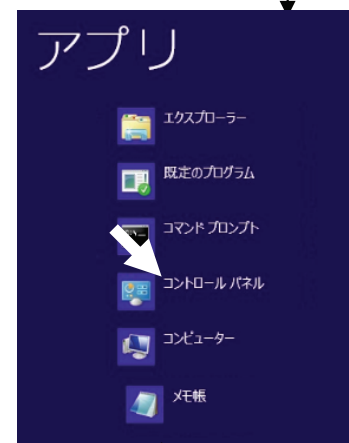 アプリ
エクスプローラー
既定のプログラム
コマンド プロンプト
コントロール パネル
コンピューター
メモ帳